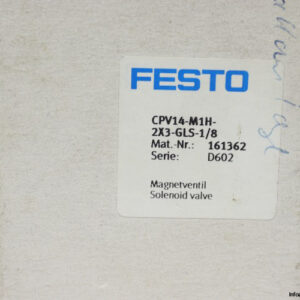 FESTO
CPV14-M1H-
2X3-GLS-1/8
Mat.-Nr.: 161362
Serie: D602
Magnetventil
Solenoid valve